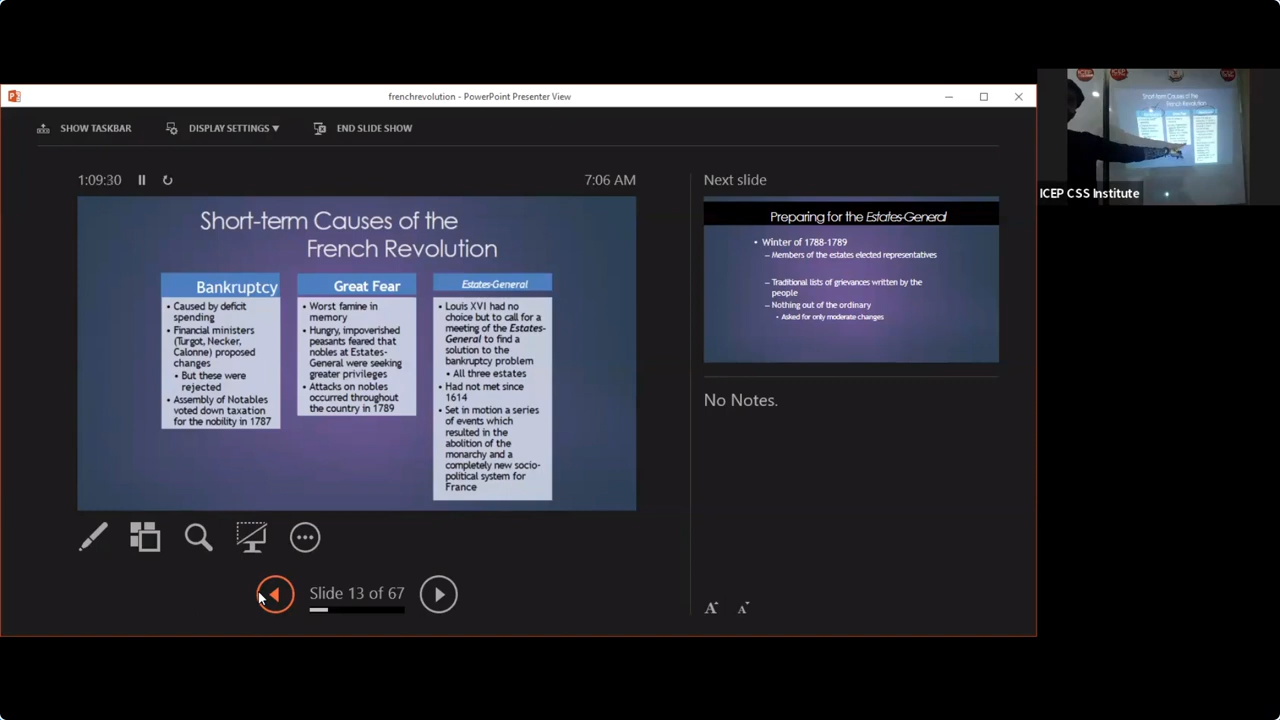 frenchrevolution - PowerPoint Presenter View
SHOW TASKBAR
DISPLAY SETTINGS ▼
END SLIDE SHOW
1:09:30
7:06 AM
Short-term Causes of the
French Revolution
Bankruptcy
• Caused by deficit
spending
• Financial ministers
(Turgot, Necker,
Calonne) proposed
changes
• But these were
rejected
• Assembly of Notables
voted down taxation
for the nobility in 1787
Great Fear
• Worst famine in
memory
• Hungry, impoverished
peasants feared that
nobles at Estates-
General were seeking
greater privileges
• Attacks on nobles
occurred throughout
the country in 1789
Estates-General
• Louis XVI had no
choice but to call for a
meeting of the Estates-
General to find a
solution to the
bankruptcy problem
• All three estates
• Had not met since
1614
• Set in motion a series
of events which
resulted in the
abolition of the
monarchy and a
completely new socio-
political system for
France
Slide 13 of 67
Next slide
Preparing for the Estates-General
• Winter of 1788-1789
– Members of the estates elected representatives
– Traditional lists of grievances written by the
people
– Nothing out of the ordinary
• Asked for only moderate changes
No Notes.
A A
Short-term Causes of the
French Revolution
ICEP CSS Institute